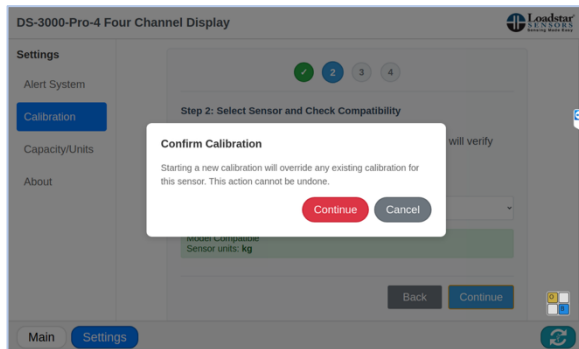 DS-3000-Pro-4 Four Channel Display
Loadstar
SENSORS
Sensing Made Easy
Settings
Alert System
Calibration
Capacity/Units
About
2
3
4
Step 2: Select Sensor and Check Compatibility
will verify
Confirm Calibration
Starting a new calibration will override any existing calibration for
this sensor. This action cannot be undone.
Continue
Cancel
Model Compatible
Sensor units: kg
Back
Continue
Main
Settings